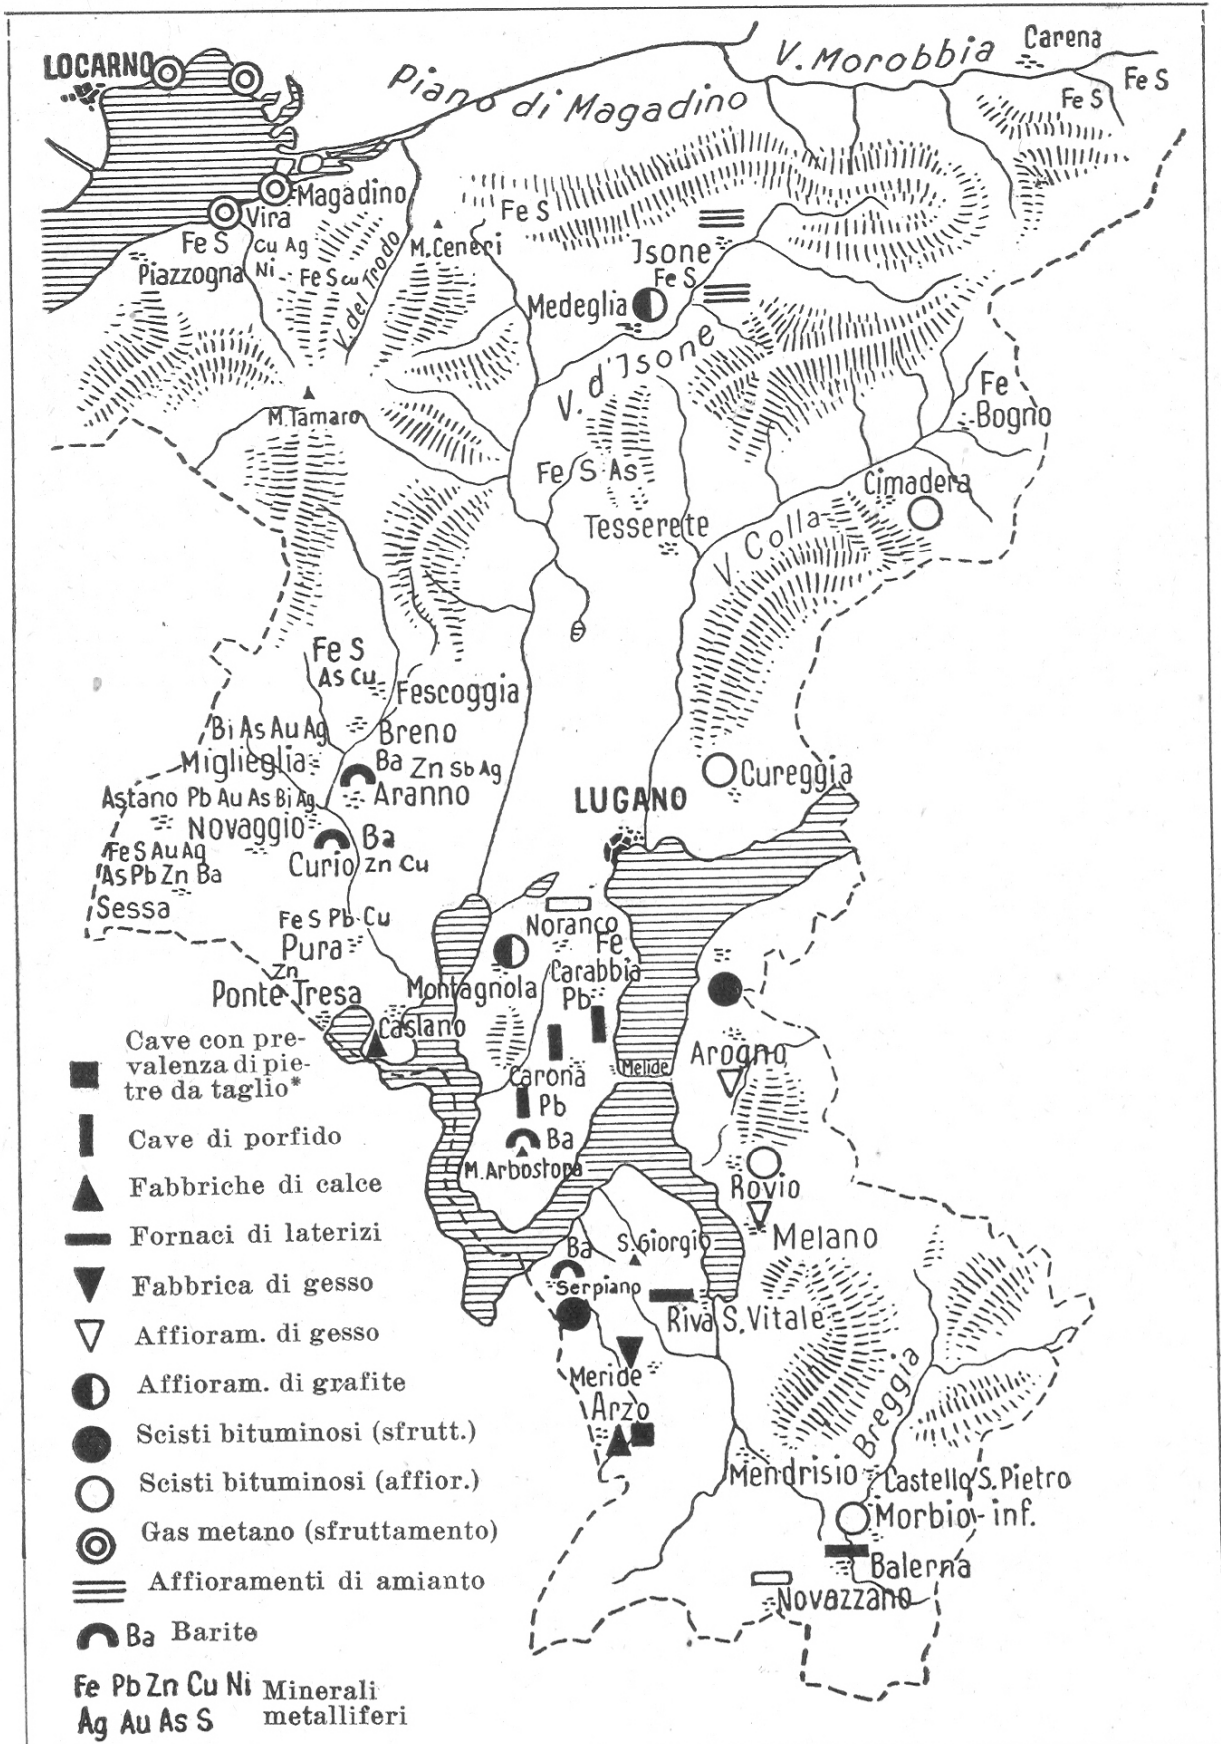 LOCARNO
Piano di Magadino
V. Morobbia
Carena
Fe S
Fe S
Magadino
Vira
Fe S
Cu Ag
Ni
Piazzogna
Fe S Cu
V. del Trodo
M. Ceneri
Fe S
Isone
Fe S
Medeglia
V. d'Isone
M. Tamaro
Fe
Bogno
Fe S As
Cimadera
Tesserete
V. Colla
Fe S
As Cu
Fescoggia
Bi As Au Ag
Breno
Miglieglia
Ba Zn Sb Ag
Aranno
Cureggia
LUGANO
Astano Pb Au As Bi Ag
Novaggio
Ba
Fe S Au Ag
As Pb Zn Ba
Curio Zn Cu
Sessa
Fe S Pb Cu
Pura
Noranco
Fe
Zn
Ponte Tresa
Montagnola
Carabbia
Pb
Caslano
Arogno
Melide
Carona
Pb
Ba
M. Arbostora
Rovio
Melano
Ba
S. Giorgio
Serpiano
Riva S. Vitale
Meride
Arzo
Breggia
Mendrisio
Castello S. Pietro
Morbio - inf.
Balerna
Novazzano
Cave con pre-
valenza di pie-
tre da taglio*
Cave di porfido
Fabbriche di calce
Fornaci di laterizi
Fabbrica di gesso
Affioram. di gesso
Affioram. di grafite
Scisti bituminosi (sfrutt.)
Scisti bituminosi (affior.)
Gas metano (sfruttamento)
Affioramenti di amianto
Ba Barite
Fe Pb Zn Cu Ni Minerali
Ag Au As S metalliferi